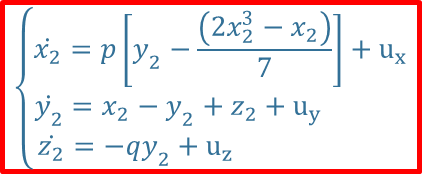 ẋ₂ = p [ y₂ − (2x₂³ − x₂) / 7 ] + uₓ
ẏ₂ = x₂ − y₂ + z₂ + u_y
ż₂ = −qy₂ + u_z